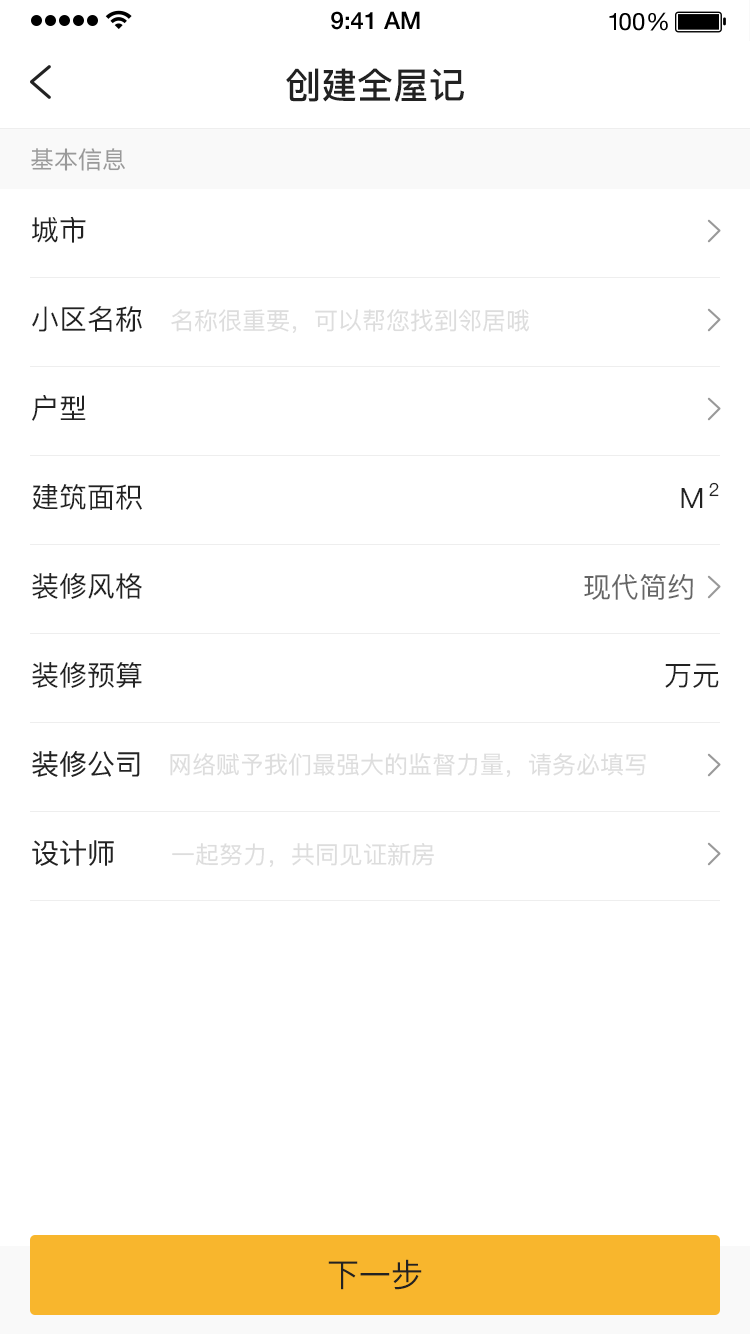 9:41 AM 100%
创建全屋记
基本信息
城市
小区名称 名称很重要，可以帮您找到邻居哦
户型
建筑面积 M²
装修风格 现代简约
装修预算 万元
装修公司 网络赋予我们最强大的监督力量，请务必填写
设计师 一起努力，共同见证新房
下一步